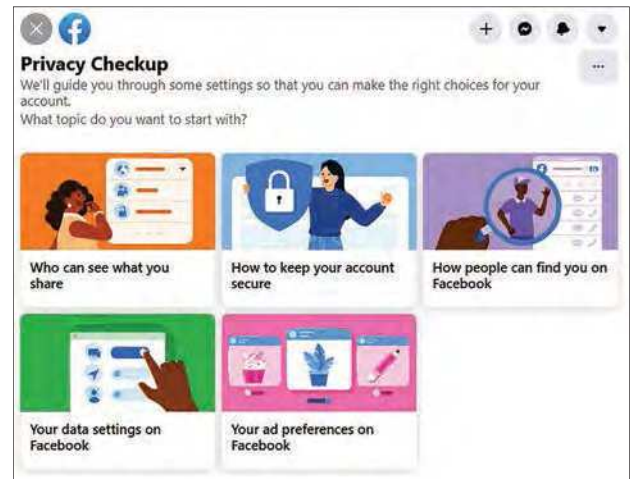 Privacy Checkup
We'll guide you through some settings so that you can make the right choices for your
account.
What topic do you want to start with?
Who can see what you
share
How to keep your account
secure
How people can find you on
Facebook
Your data settings on
Facebook
Your ad preferences on
Facebook